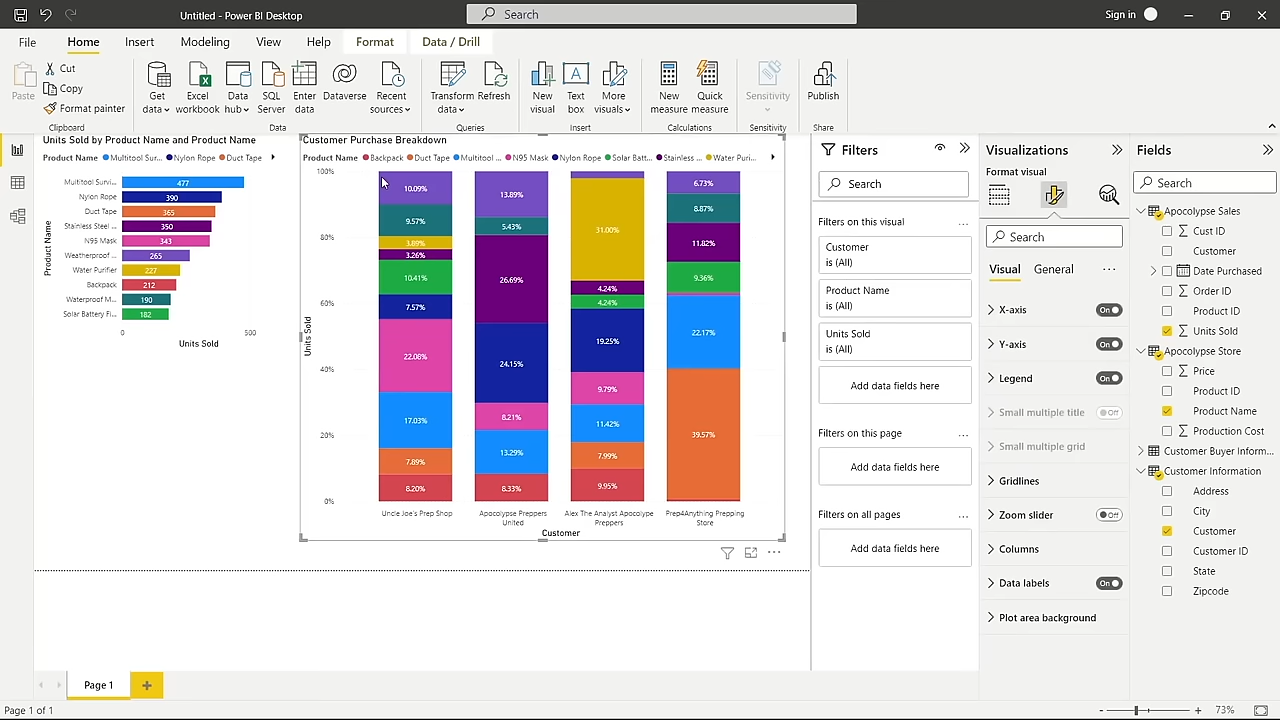 Untitled - Power BI Desktop
Search
Sign in
File Home Insert Modeling View Help Format Data / Drill
Paste
Cut
Copy
Format painter
Clipboard
Get data
Excel workbook
Data hub
SQL Server
Enter data
Dataverse
Recent sources
Data
Transform data
Refresh
Queries
New visual
Text box
More visuals
Insert
New measure
Quick measure
Calculations
Sensitivity
Sensitivity
Publish
Share
Units Sold by Product Name and Product Name
Product Name Multitool Sur... Nylon Rope Duct Tape
Product Name
Multitool Survi... 477
Nylon Rope 390
Duct Tape 365
Stainless Steel ... 350
N95 Mask 343
Weatherproof ... 265
Water Purifier 227
Backpack 212
Waterproof M... 190
Solar Battery Fl... 182
0 500
Units Sold
Customer Purchase Breakdown
Product Name Backpack Duct Tape Multitool ... N95 Mask Nylon Rope Solar Batt... Stainless ... Water Puri...
Units Sold
100%
80%
60%
40%
20%
0%
10.09%
9.57%
3.89%
3.26%
10.41%
7.57%
22.08%
17.03%
7.89%
8.20%
Uncle Joe's Prep Shop
13.89%
5.43%
26.69%
24.15%
8.21%
13.29%
8.33%
Apocolypse Preppers United
31.00%
4.24%
4.24%
19.25%
9.79%
11.42%
7.99%
9.95%
Alex The Analyst Apocolype Preppers
6.73%
8.87%
11.82%
9.36%
22.17%
39.57%
Prep4Anything Prepping Store
Customer
Filters
Search
Filters on this visual ...
Customer
is (All)
Product Name
is (All)
Units Sold
is (All)
Add data fields here
Filters on this page ...
Add data fields here
Filters on all pages ...
Add data fields here
Visualizations
Format visual
Search
Visual General ...
X-axis On
Y-axis On
Legend On
Small multiple title Off
Small multiple grid
Gridlines
Zoom slider Off
Columns
Data labels On
Plot area background
Fields
Search
Apocolypse Sales
Cust ID
Customer
Date Purchased
Order ID
Product ID
Units Sold
Apocolypse Store
Price
Product ID
Product Name
Production Cost
Customer Buyer Inform...
Customer Information
Address
City
Customer
Customer ID
State
Zipcode
Page 1
Page 1 of 1
73%